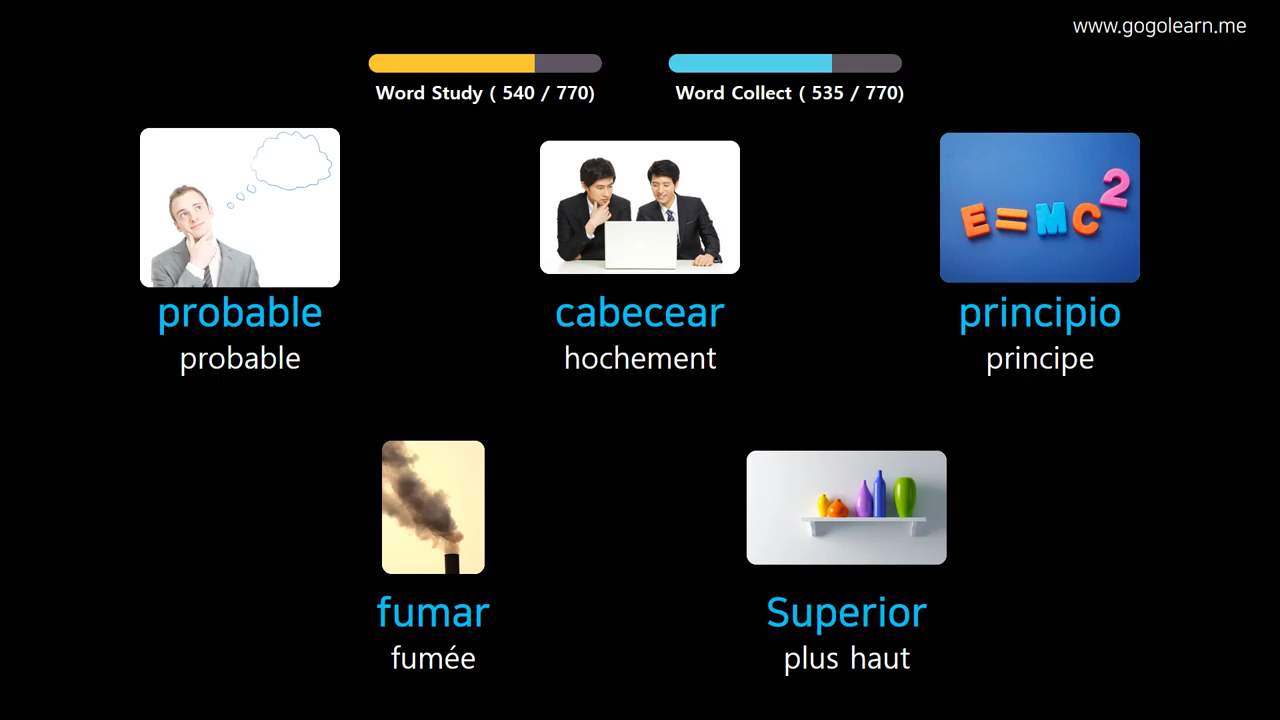 www.gogolearn.me
Word Study ( 540 / 770)
Word Collect ( 535 / 770)
E=MC2
probable
probable
cabecear
hochement
principio
principe
fumar
fumée
Superior
plus haut